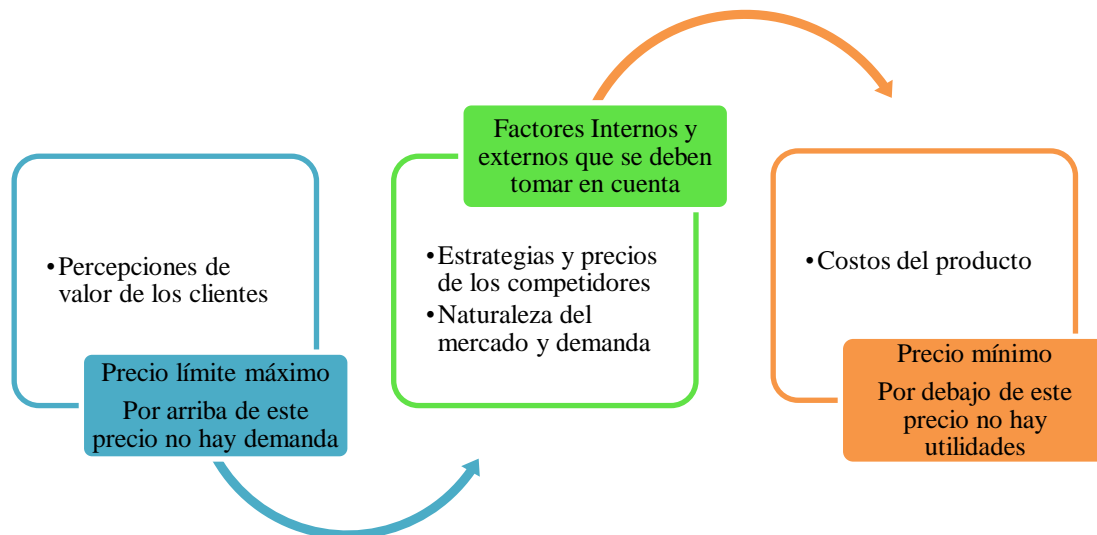 •Percepciones de
valor de los clientes
Precio límite máximo
Por arriba de este
precio no hay demanda
Factores Internos y
externos que se deben
tomar en cuenta
•Estrategias y precios
de los competidores
•Naturaleza del
mercado y demanda
•Costos del producto
Precio mínimo
Por debajo de este
precio no hay
utilidades